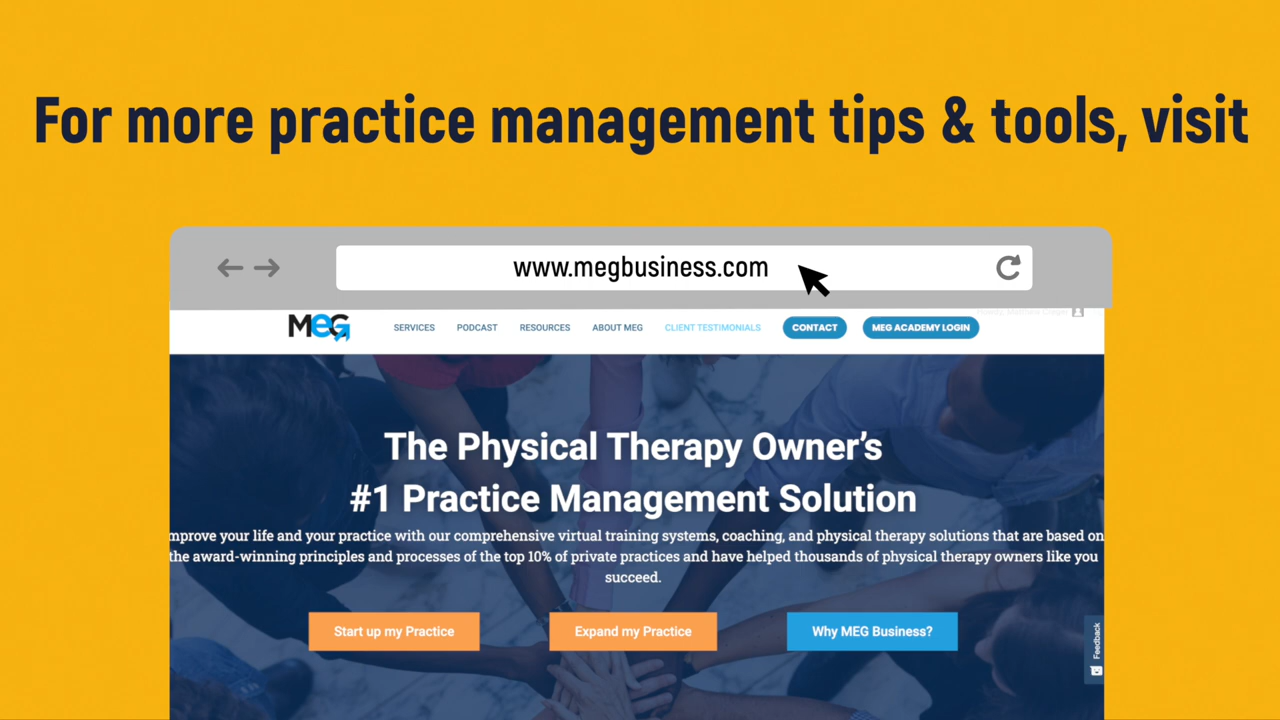 For more practice management tips & tools, visit
www.megbusiness.com
MEG
SERVICES PODCAST RESOURCES ABOUT MEG CLIENT TESTIMONIALS CONTACT MEG ACADEMY LOGIN
The Physical Therapy Owner's
#1 Practice Management Solution
mprove your life and your practice with our comprehensive virtual training systems, coaching, and physical therapy solutions that are based on
the award-winning principles and processes of the top 10% of private practices and have helped thousands of physical therapy owners like you
succeed.
Start up my Practice Expand my Practice Why MEG Business?
Feedback